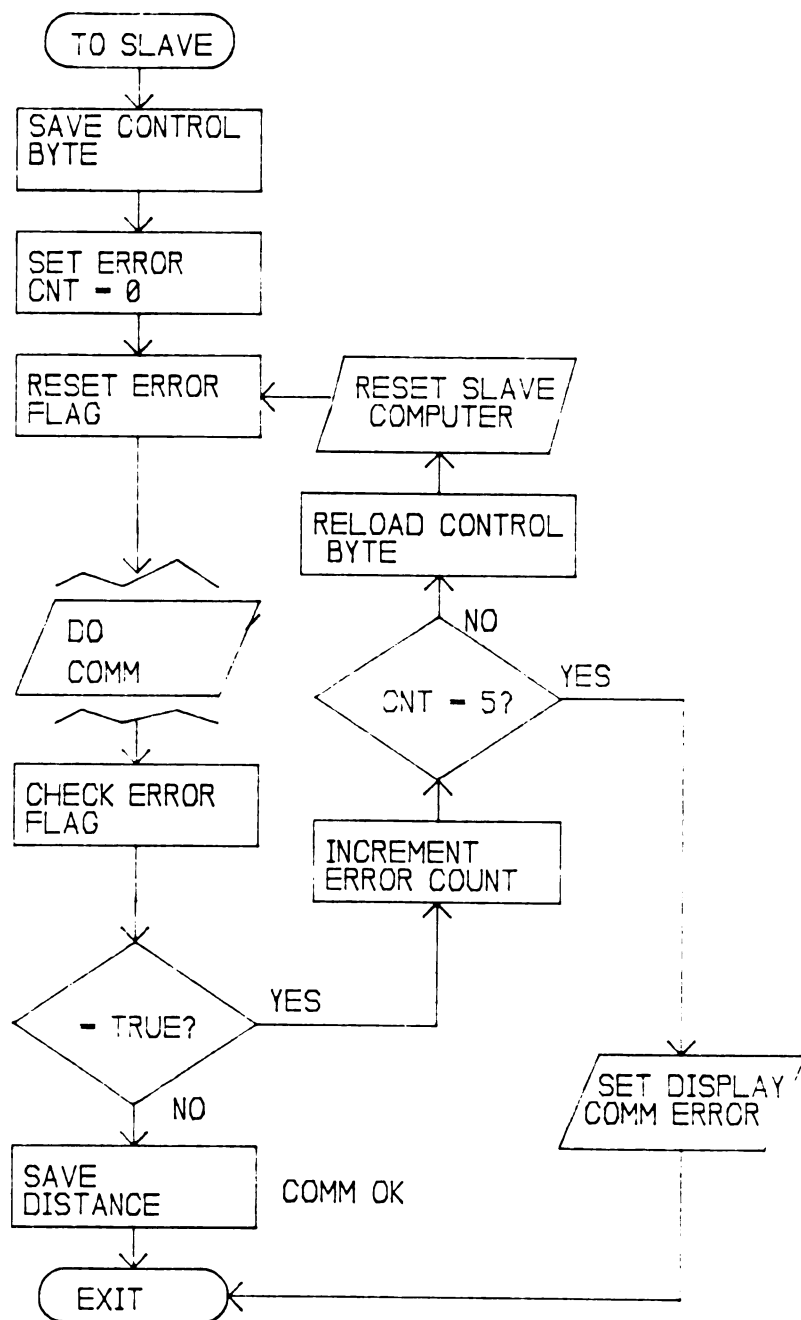 TO SLAVE
SAVE CONTROL
BYTE
SET ERROR
CNT = 0
RESET ERROR
FLAG
RESET SLAVE
COMPUTER
RELOAD CONTROL
BYTE
NO
DO
COMM
CNT = 5?
YES
CHECK ERROR
FLAG
INCREMENT
ERROR COUNT
= TRUE?
YES
NO
SET DISPLAY
COMM ERROR
SAVE
DISTANCE
COMM OK
EXIT